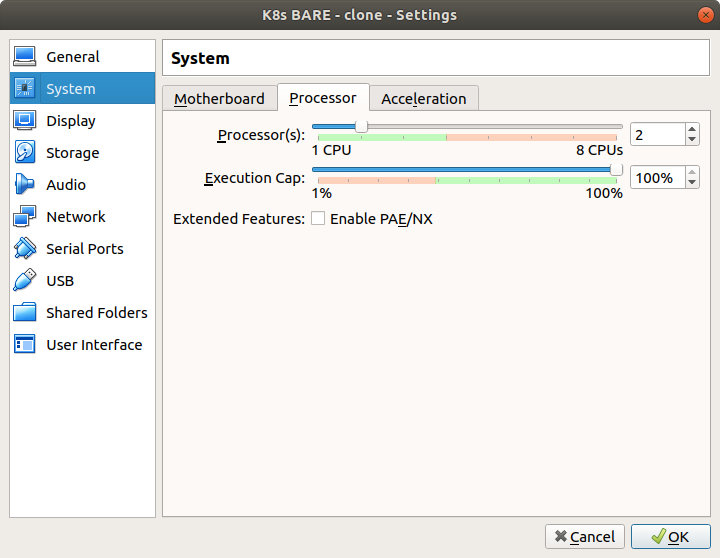 K8s BARE - clone - Settings
General
System
Display
Storage
Audio
Network
Serial Ports
USB
Shared Folders
User Interface
System
Motherboard Processor Acceleration
Processor(s): 2
1 CPU 8 CPUs
Execution Cap: 100%
1% 100%
Extended Features: Enable PAE/NX
Cancel OK